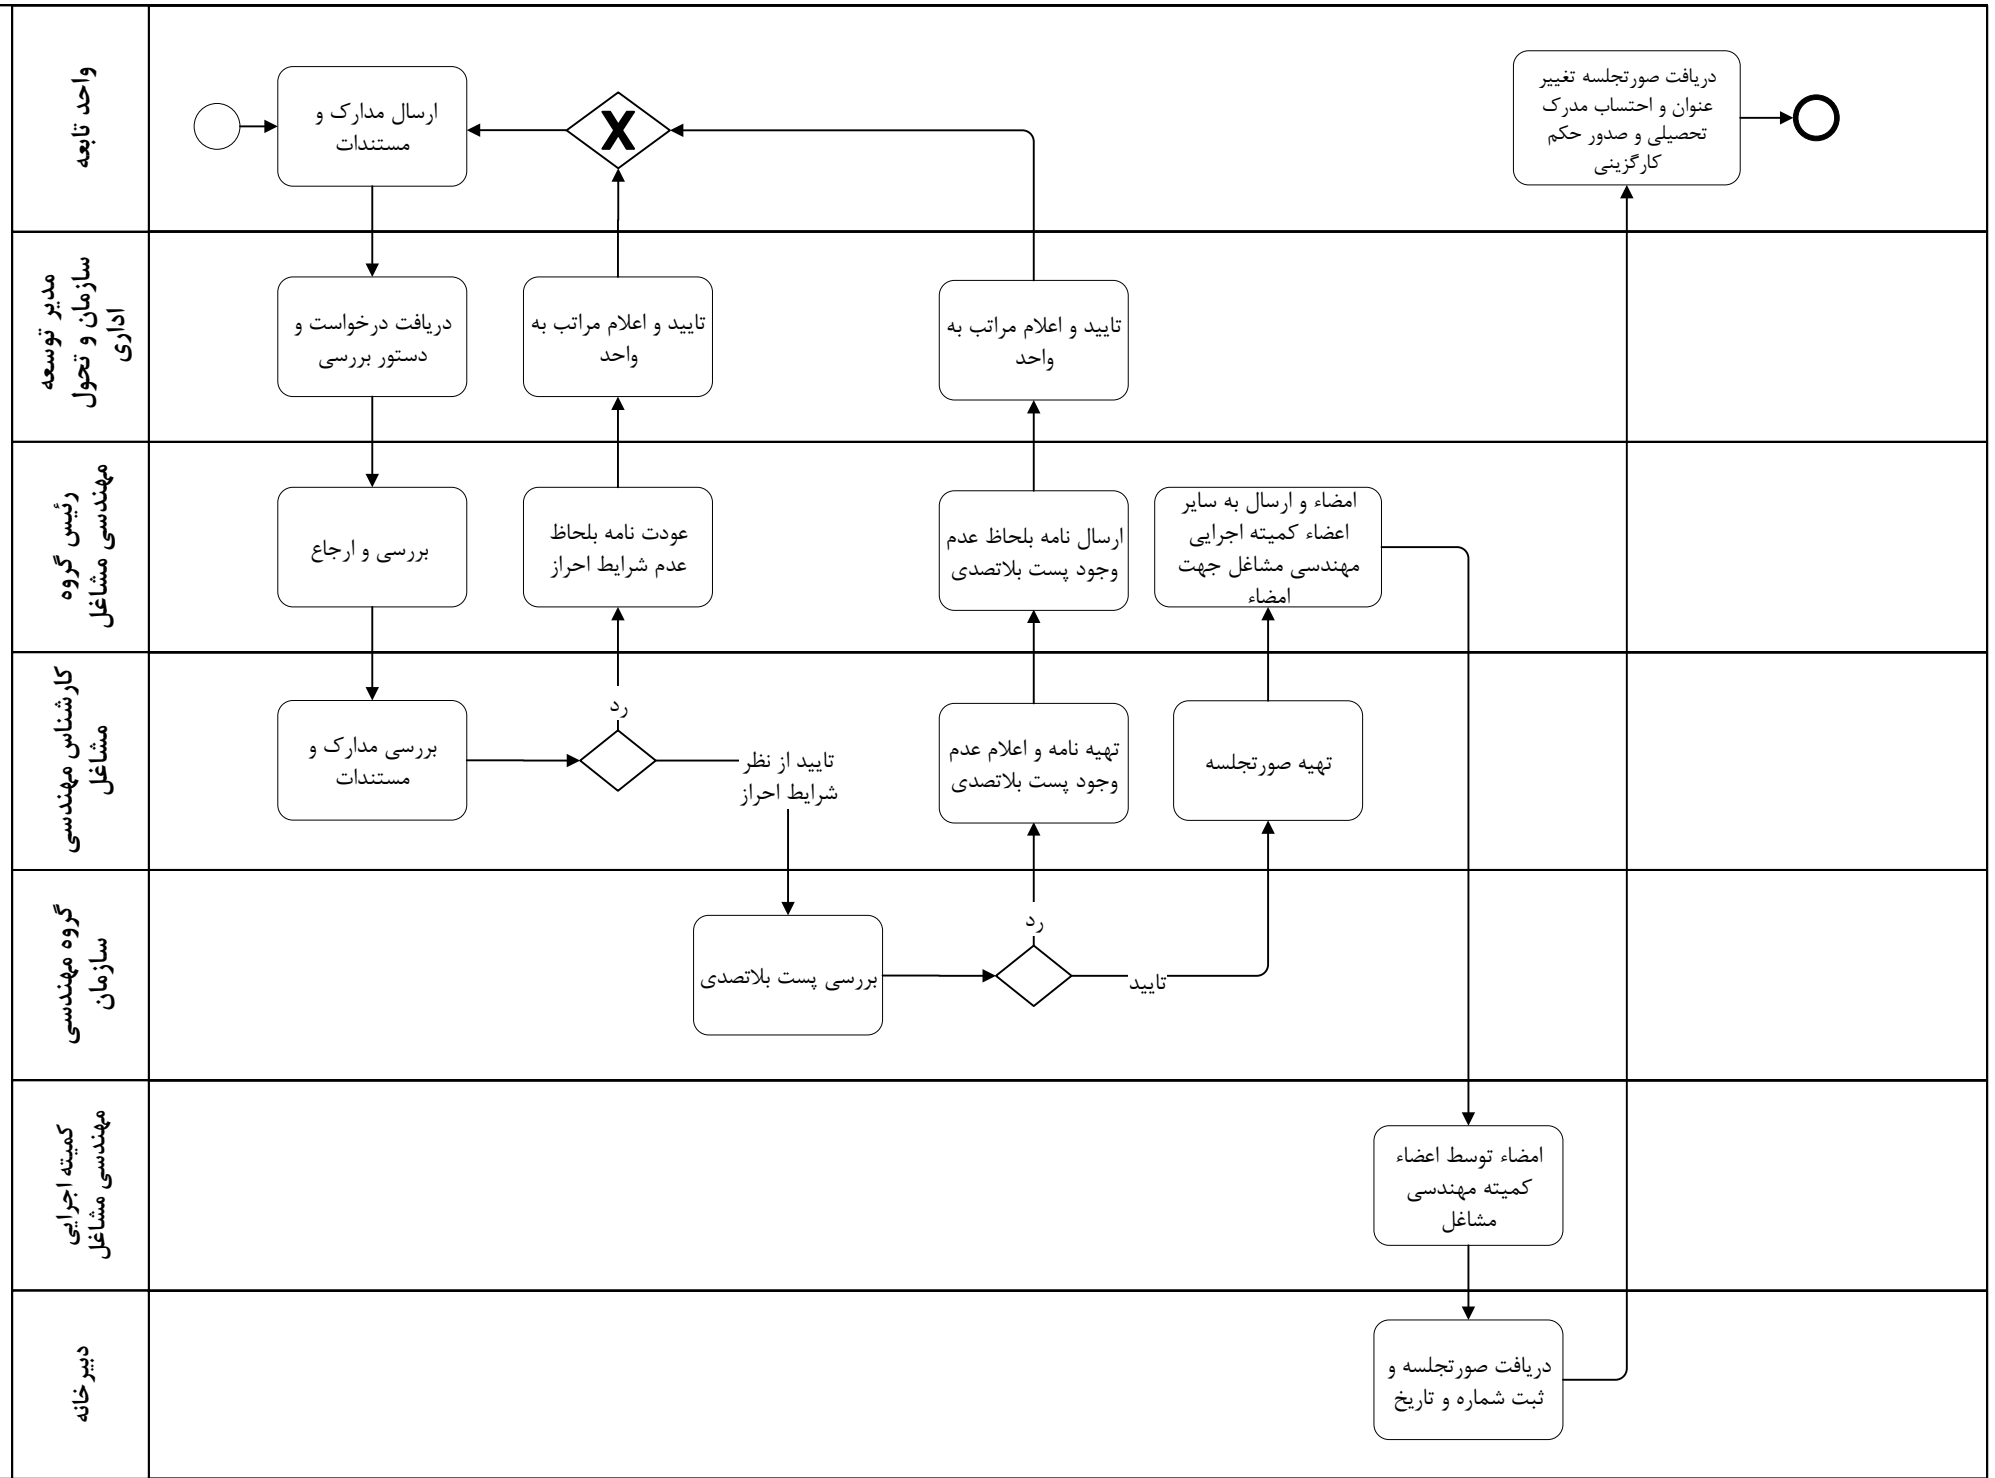 واحد تابعه
ارسال مدارک و
مستندات
X
دریافت صورتجلسه تغییر
عنوان و احتساب مدرک
تحصیلی و صدور حکم
کارگزینی
مدیر توسعه
سازمان و تحول
اداری
دریافت درخواست و
دستور بررسی
تایید و اعلام مراتب به
واحد
تایید و اعلام مراتب به
واحد
رئیس گروه
مهندسی مشاغل
بررسی و ارجاع
عودت نامه بلحاظ
عدم شرایط احراز
ارسال نامه بلحاظ عدم
وجود پست بلاتصدی
امضاء و ارسال به سایر
اعضاء کمیته اجرایی
مهندسی مشاغل جهت
امضاء
کارشناس مهندسی
مشاغل
بررسی مدارک و
مستندات
رد
تایید از نظر
شرایط احراز
تهیه نامه و اعلام عدم
وجود پست بلاتصدی
تهیه صورتجلسه
گروه مهندسی
سازمان
بررسی پست بلاتصدی
رد
تایید
کمیته اجرایی
مهندسی مشاغل
امضاء توسط اعضاء
کمیته مهندسی
مشاغل
دبیرخانه
دریافت صورتجلسه و
ثبت شماره و تاریخ